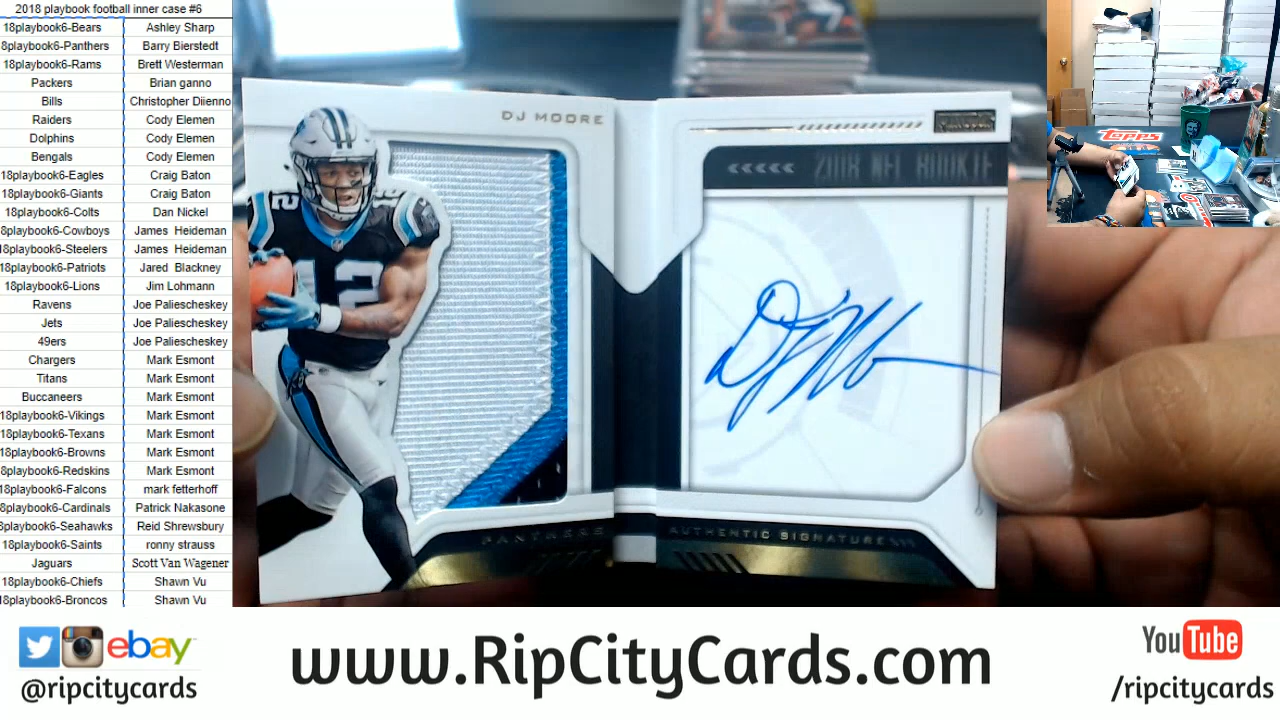 2018 playbook football inner case #6
18playbook6-Bears Ashley Sharp
8playbook6-Panthers Barry Bierstedt
18playbook6-Rams Brett Westerman
Packers Brian ganno
Bills Christopher Diienno
Raiders Cody Elemen
Dolphins Cody Elemen
Bengals Cody Elemen
18playbook6-Eagles Craig Baton
18playbook6-Giants Craig Baton
18playbook6-Colts Dan Nickel
8playbook6-Cowboys James Heideman
8playbook6-Steelers James Heideman
18playbook6-Patriots Jared Blackney
18playbook6-Lions Jim Lohmann
Ravens Joe Paliescheskey
Jets Joe Paliescheskey
49ers Joe Paliescheskey
Chargers Mark Esmont
Titans Mark Esmont
Buccaneers Mark Esmont
18playbook6-Vikings Mark Esmont
18playbook6-Texans Mark Esmont
18playbook6-Browns Mark Esmont
8playbook6-Redskins Mark Esmont
18playbook6-Falcons mark fetterhoff
8playbook6-Cardinals Patrick Nakasone
8playbook6-Seahawks Reid Shrewsbury
18playbook6-Saints ronny strauss
Jaguars Scott Van Wagener
18playbook6-Chiefs Shawn Vu
18playbook6-Broncos Shawn Vu
DJ MOORE
12
12
PANTHERS
AUTHENTIC SIGNATURE
Topps
ebay
@ripcitycards
www.RipCityCards.com
YouTube
/ripcitycards